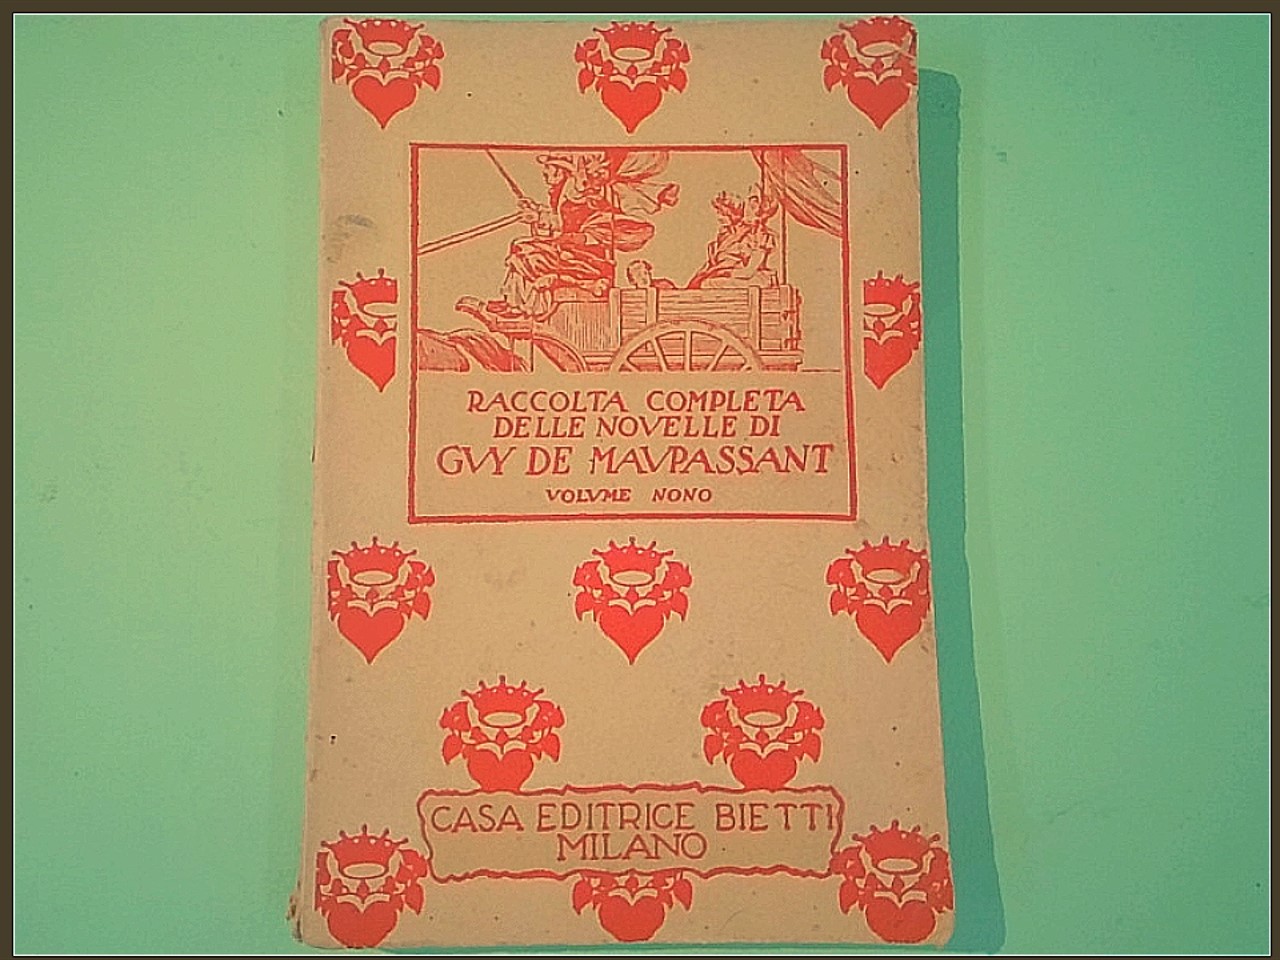 RACCOLTA COMPLETA
DELLE NOVELLE DI
GVY DE MAVPASSANT
VOLVME NONO
CASA EDITRICE BIETTI
MILANO